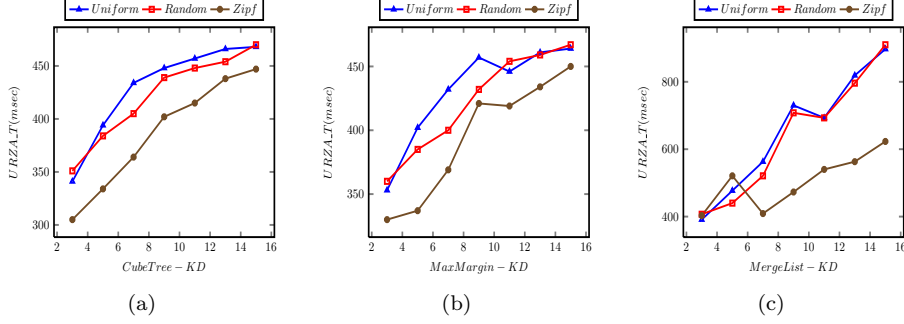 Uniform Random Zipf
450
400
350
300
2 4 6 8 10 12 14 16
URZA_T(msec)
CubeTree − KD
(a)
Uniform Random Zipf
450
400
350
2 4 6 8 10 12 14 16
URZA_T(msec)
MaxMargin − KD
(b)
Uniform Random Zipf
800
600
400
2 4 6 8 10 12 14 16
URZA_T(msec)
MergeList − KD
(c)